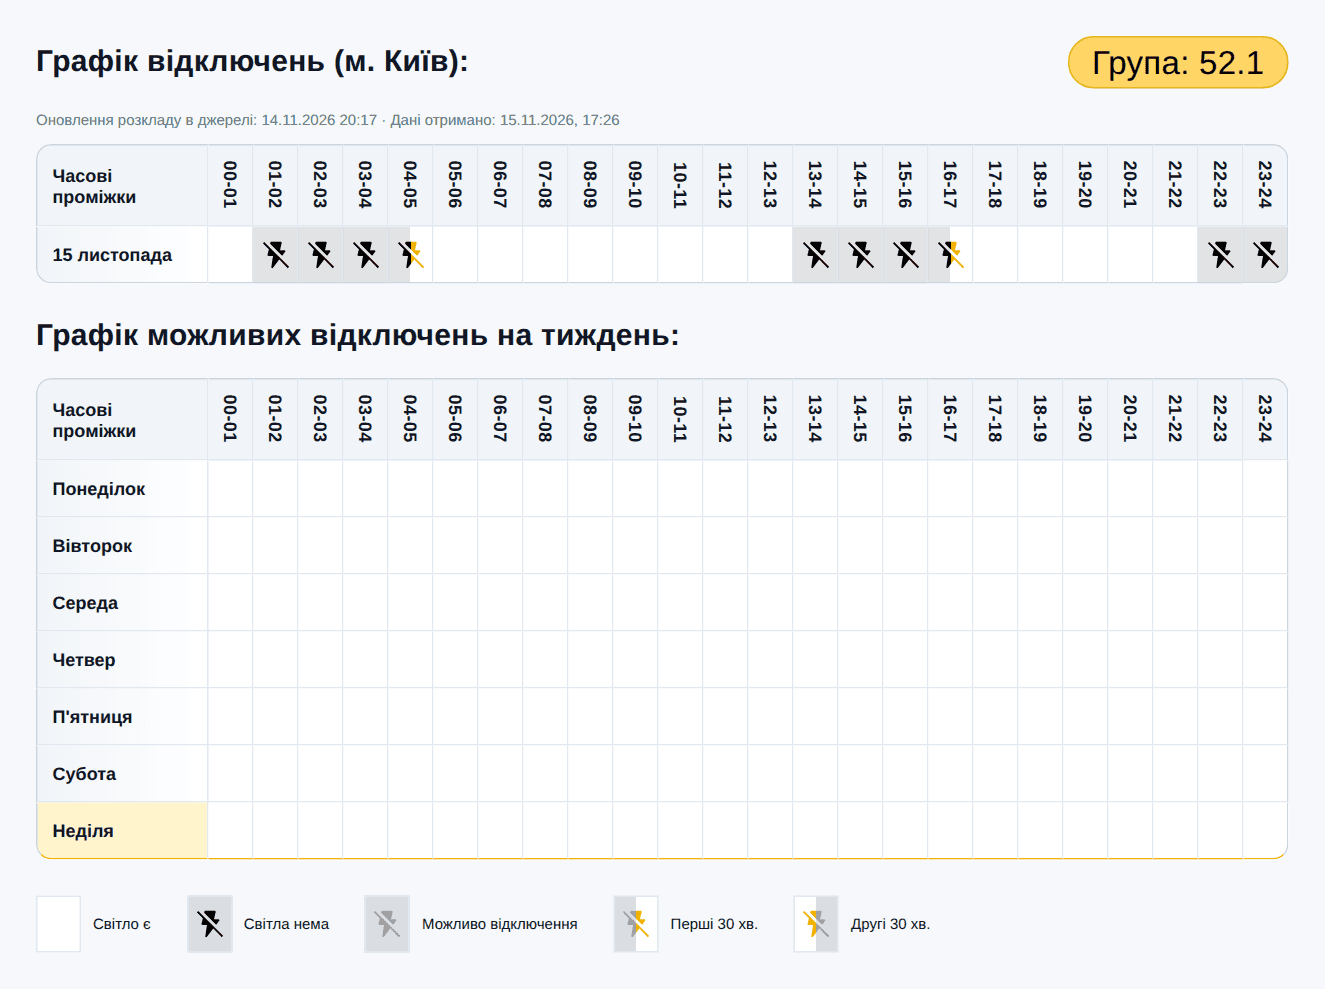 Графік відключень (м. Київ):
Група: 52.1
Оновлення розкладу в джерелі: 14.11.2026 20:17 · Дані отримано: 15.11.2026, 17:26
Часові проміжки 00-01 01-02 02-03 03-04 04-05 05-06 06-07 07-08 08-09 09-10 10-11 11-12 12-13 13-14 14-15 15-16 16-17 17-18 18-19 19-20 20-21 21-22 22-23 23-24
15 листопада
Графік можливих відключень на тиждень:
Часові проміжки 00-01 01-02 02-03 03-04 04-05 05-06 06-07 07-08 08-09 09-10 10-11 11-12 12-13 13-14 14-15 15-16 16-17 17-18 18-19 19-20 20-21 21-22 22-23 23-24
Понеділок
Вівторок
Середа
Четвер
П'ятниця
Субота
Неділя
Світло є Світла нема Можливо відключення Перші 30 хв. Другі 30 хв.